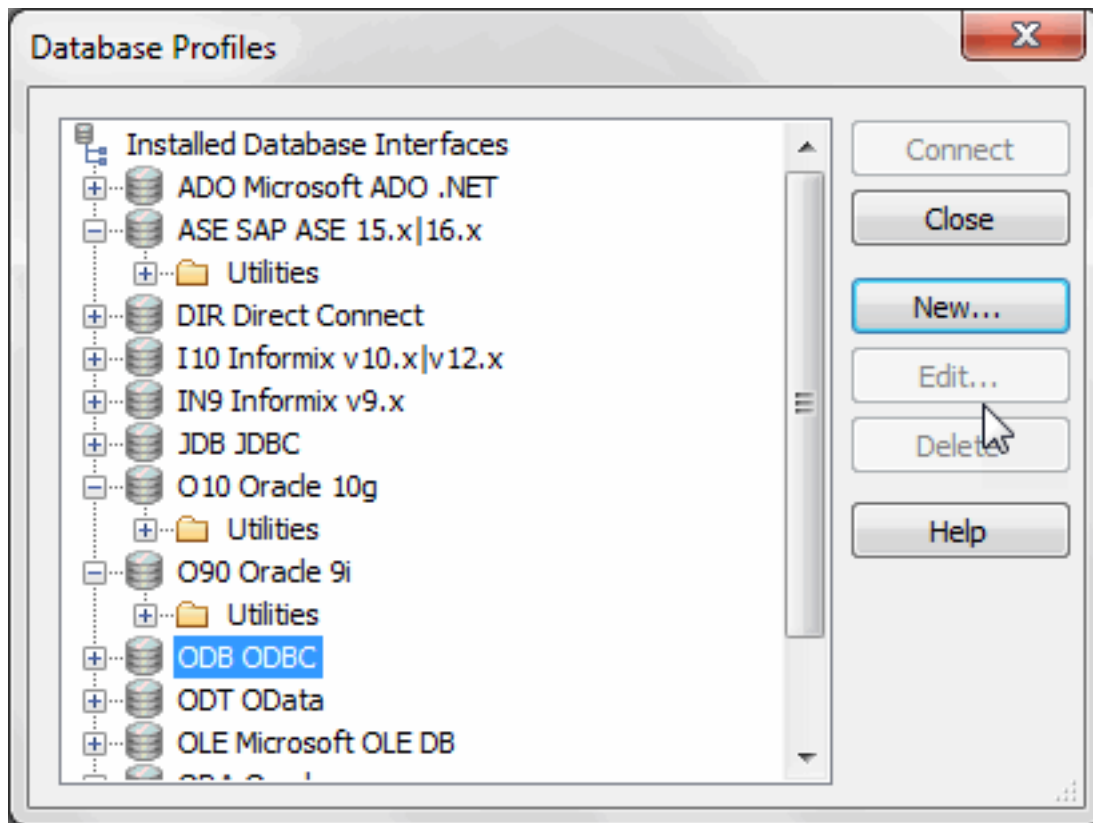 Database Profiles
Installed Database Interfaces
ADO Microsoft ADO .NET
ASE SAP ASE 15.x|16.x
Utilities
DIR Direct Connect
I10 Informix v10.x|v12.x
IN9 Informix v9.x
JDB JDBC
O10 Oracle 10g
Utilities
O90 Oracle 9i
Utilities
ODB ODBC
ODT OData
OLE Microsoft OLE DB
Connect
Close
New...
Edit...
Delete
Help